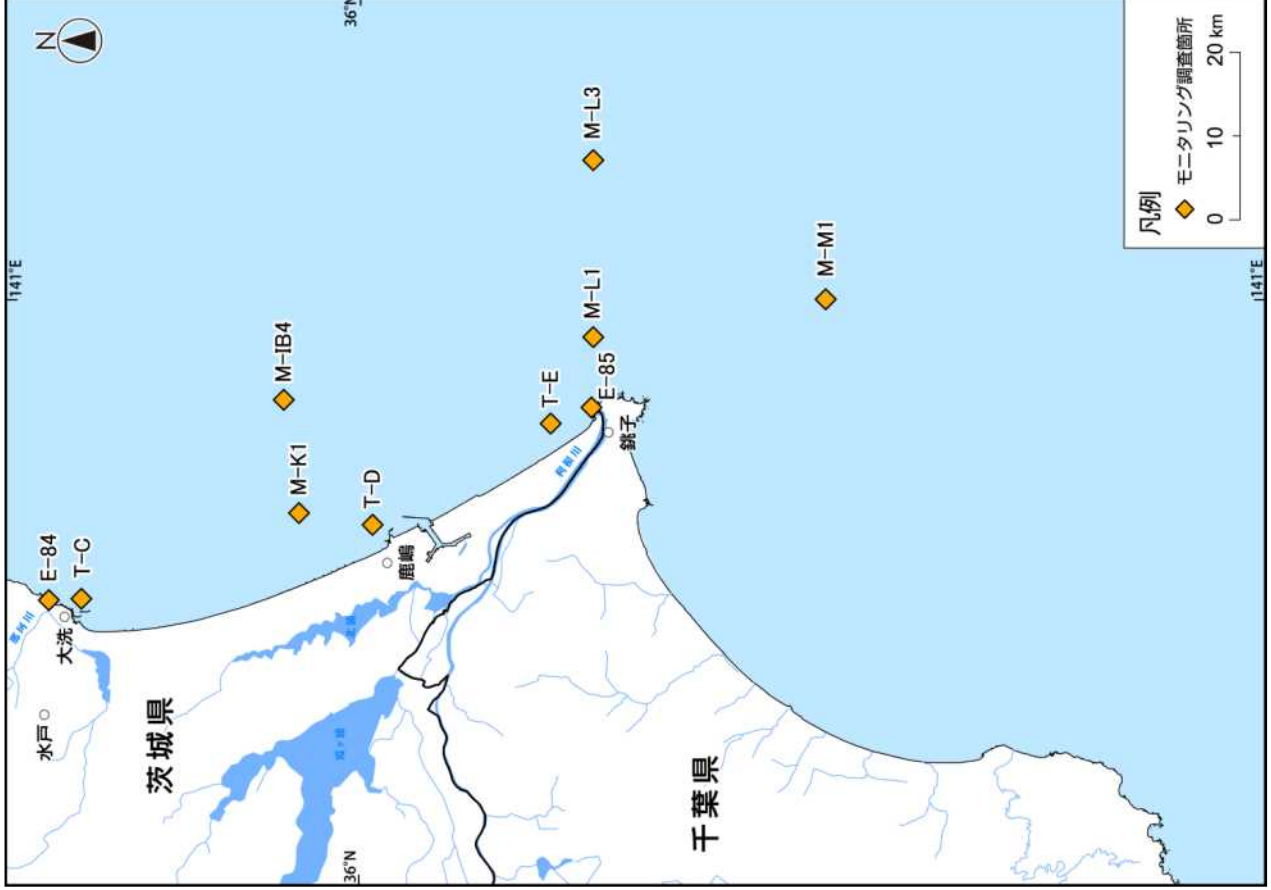 N
36°N
141°E
E-84
T-C
那珂川
大洗
水戸
茨城県
M-IB4
M-K1
T-D
鹿嶋
北浦
霞ヶ浦
36°N
T-E
M-L1
M-L3
E-85
利根川
銚子
千葉県
M-M1
141°E
凡例
モニタリング調査箇所
0 10 20 km